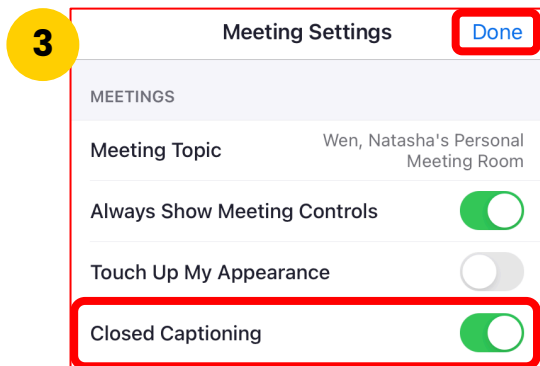 3
Meeting Settings
Done
MEETINGS
Meeting Topic
Wen, Natasha's Personal
Meeting Room
Always Show Meeting Controls
Touch Up My Appearance
Closed Captioning